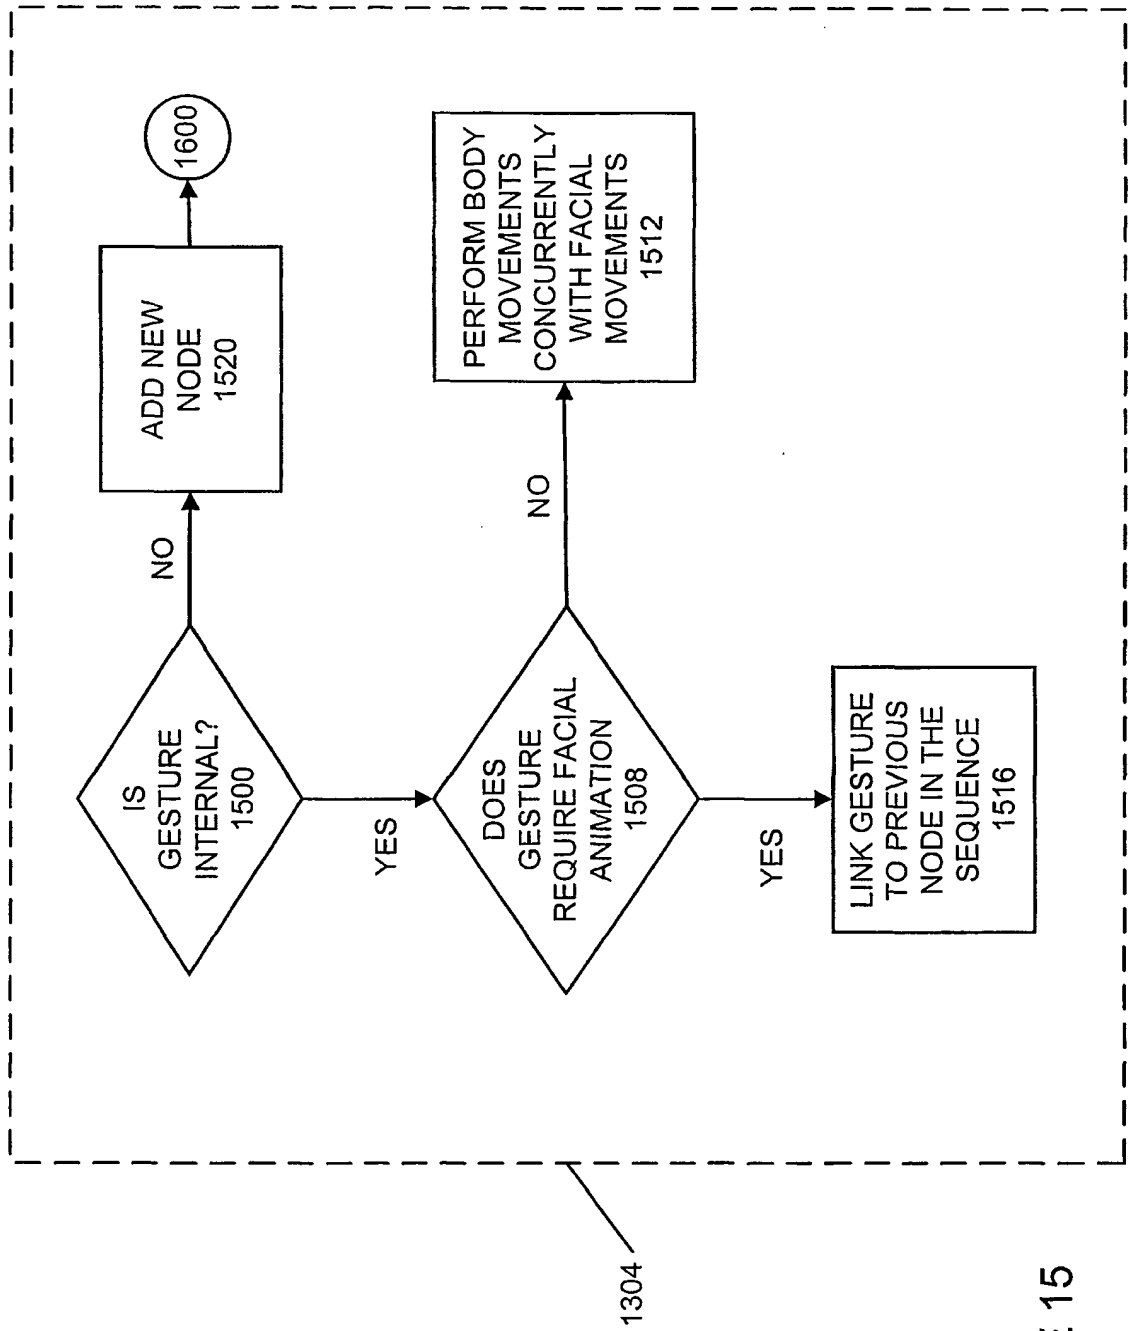 IS
GESTURE
INTERNAL?
1500
NO
ADD NEW
NODE
1520
1600
YES
DOES
GESTURE
REQUIRE FACIAL
ANIMATION
1508
NO
PERFORM BODY
MOVEMENTS
CONCURRENTLY
WITH FACIAL
MOVEMENTS
1512
YES
LINK GESTURE
TO PREVIOUS
NODE IN THE
SEQUENCE
1516
1304
15